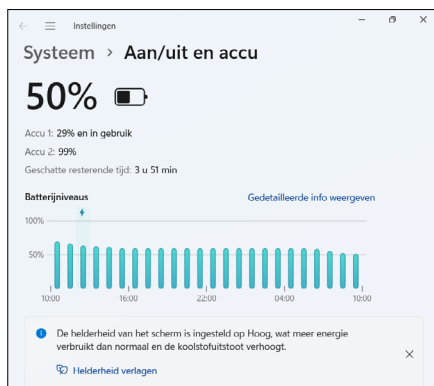 Instellingen
Systeem > Aan/uit en accu
50%
Accu 1: 29% en in gebruik
Accu 2: 99%
Geschatte resterende tijd: 3 u 51 min
Batterijniveaus Gedetailleerde info weergeven
100%
50%
10:00 16:00 22:00 04:00 10:00
De helderheid van het scherm is ingesteld op Hoog, wat meer energie
verbruikt dan normaal en de koolstofuitstoot verhoogt.
Helderheid verlagen